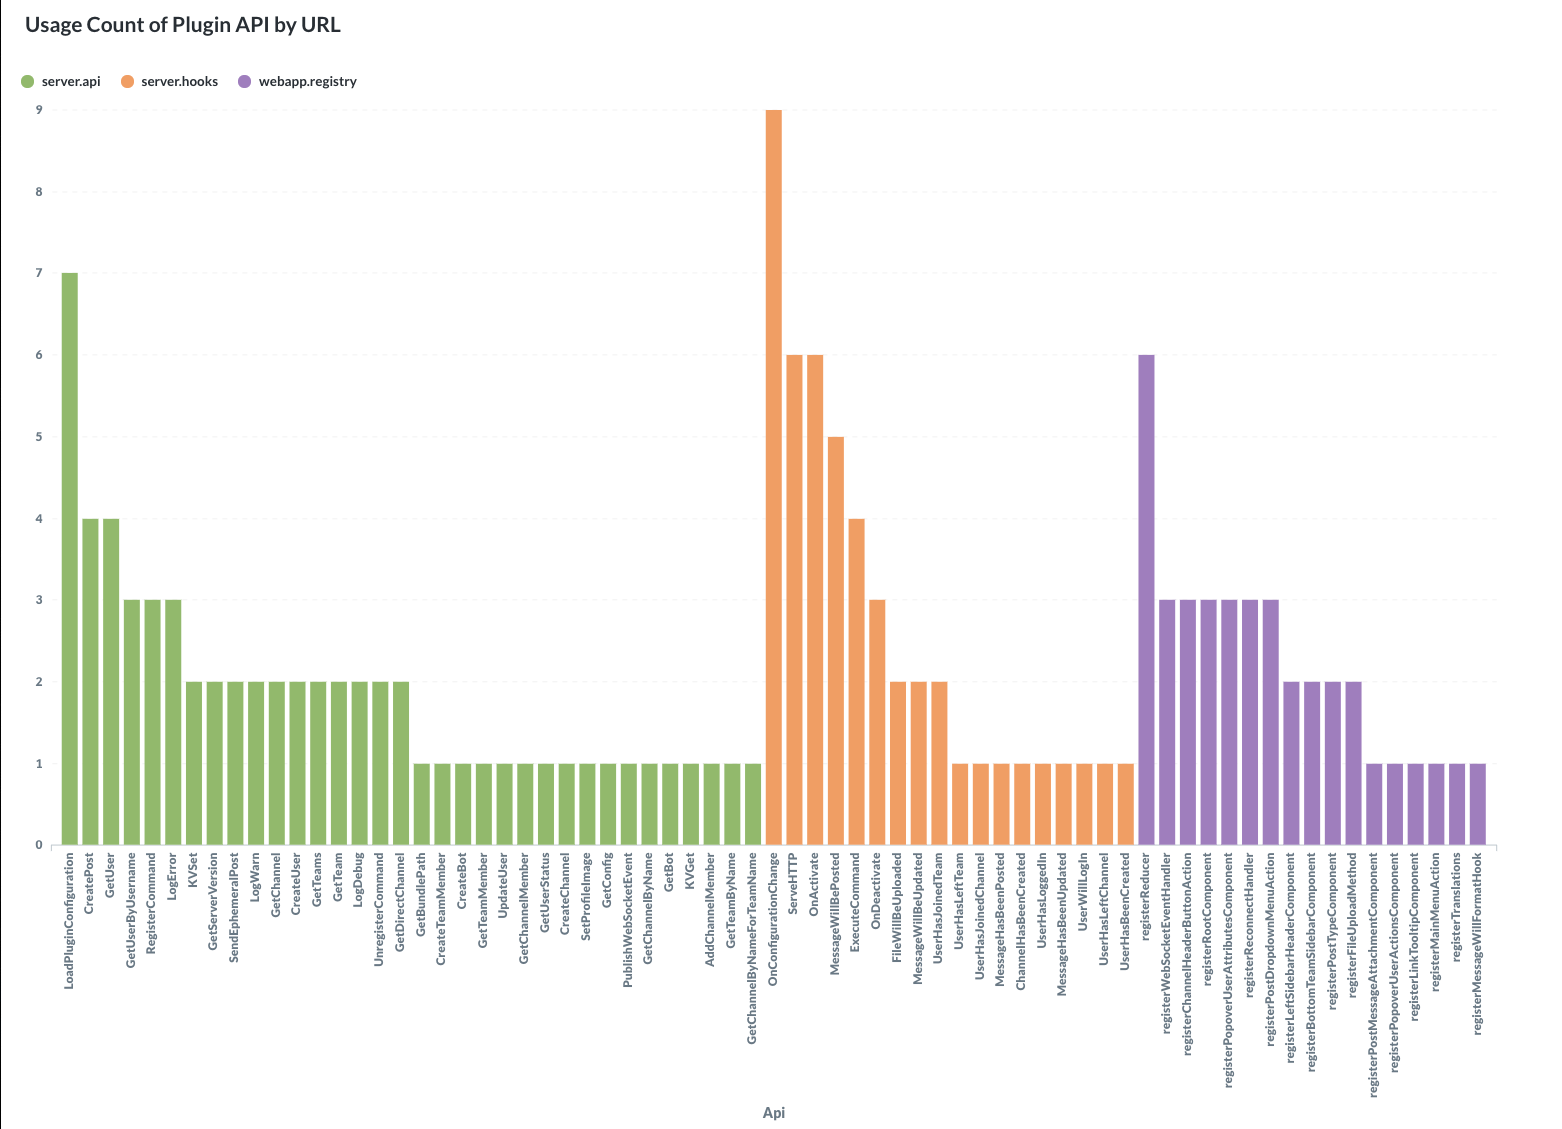 Usage Count of Plugin API by URL
server.api server.hooks webapp.registry
9
8
7
6
5
4
3
2
1
0
LoadPluginConfiguration
CreatePost
GetUser
GetUserByUsername
RegisterCommand
LogError
KVSet
GetServerVersion
SendEphemeralPost
LogWarn
GetChannel
CreateUser
GetTeams
GetTeam
LogDebug
UnregisterCommand
GetDirectChannel
GetBundlePath
CreateTeamMember
CreateBot
GetTeamMember
UpdateUser
GetChannelMember
GetUserStatus
CreateChannel
SetProfileImage
GetConfig
PublishWebSocketEvent
GetChannelByName
GetBot
KVGet
AddChannelMember
GetTeamByName
GetChannelByNameForTeamName
OnConfigurationChange
ServeHTTP
OnActivate
MessageWillBePosted
ExecuteCommand
OnDeactivate
FileWillBeUploaded
MessageWillBeUpdated
UserHasJoinedTeam
UserHasLeftTeam
UserHasJoinedChannel
MessageHasBeenPosted
ChannelHasBeenCreated
UserHasLoggedIn
MessageHasBeenUpdated
UserWillLogIn
UserHasLeftChannel
UserHasBeenCreated
registerReducer
registerWebSocketEventHandler
registerChannelHeaderButtonAction
registerRootComponent
registerPopoverUserAttributesComponent
registerReconnectHandler
registerPostDropdownMenuAction
registerLeftSidebarHeaderComponent
registerBottomTeamSidebarComponent
registerPostTypeComponent
registerFileUploadMethod
registerPostMessageAttachmentComponent
registerPopoverUserActionsComponent
registerLinkTooltipComponent
registerMainMenuAction
registerTranslations
registerMessageWillFormatHook
Api